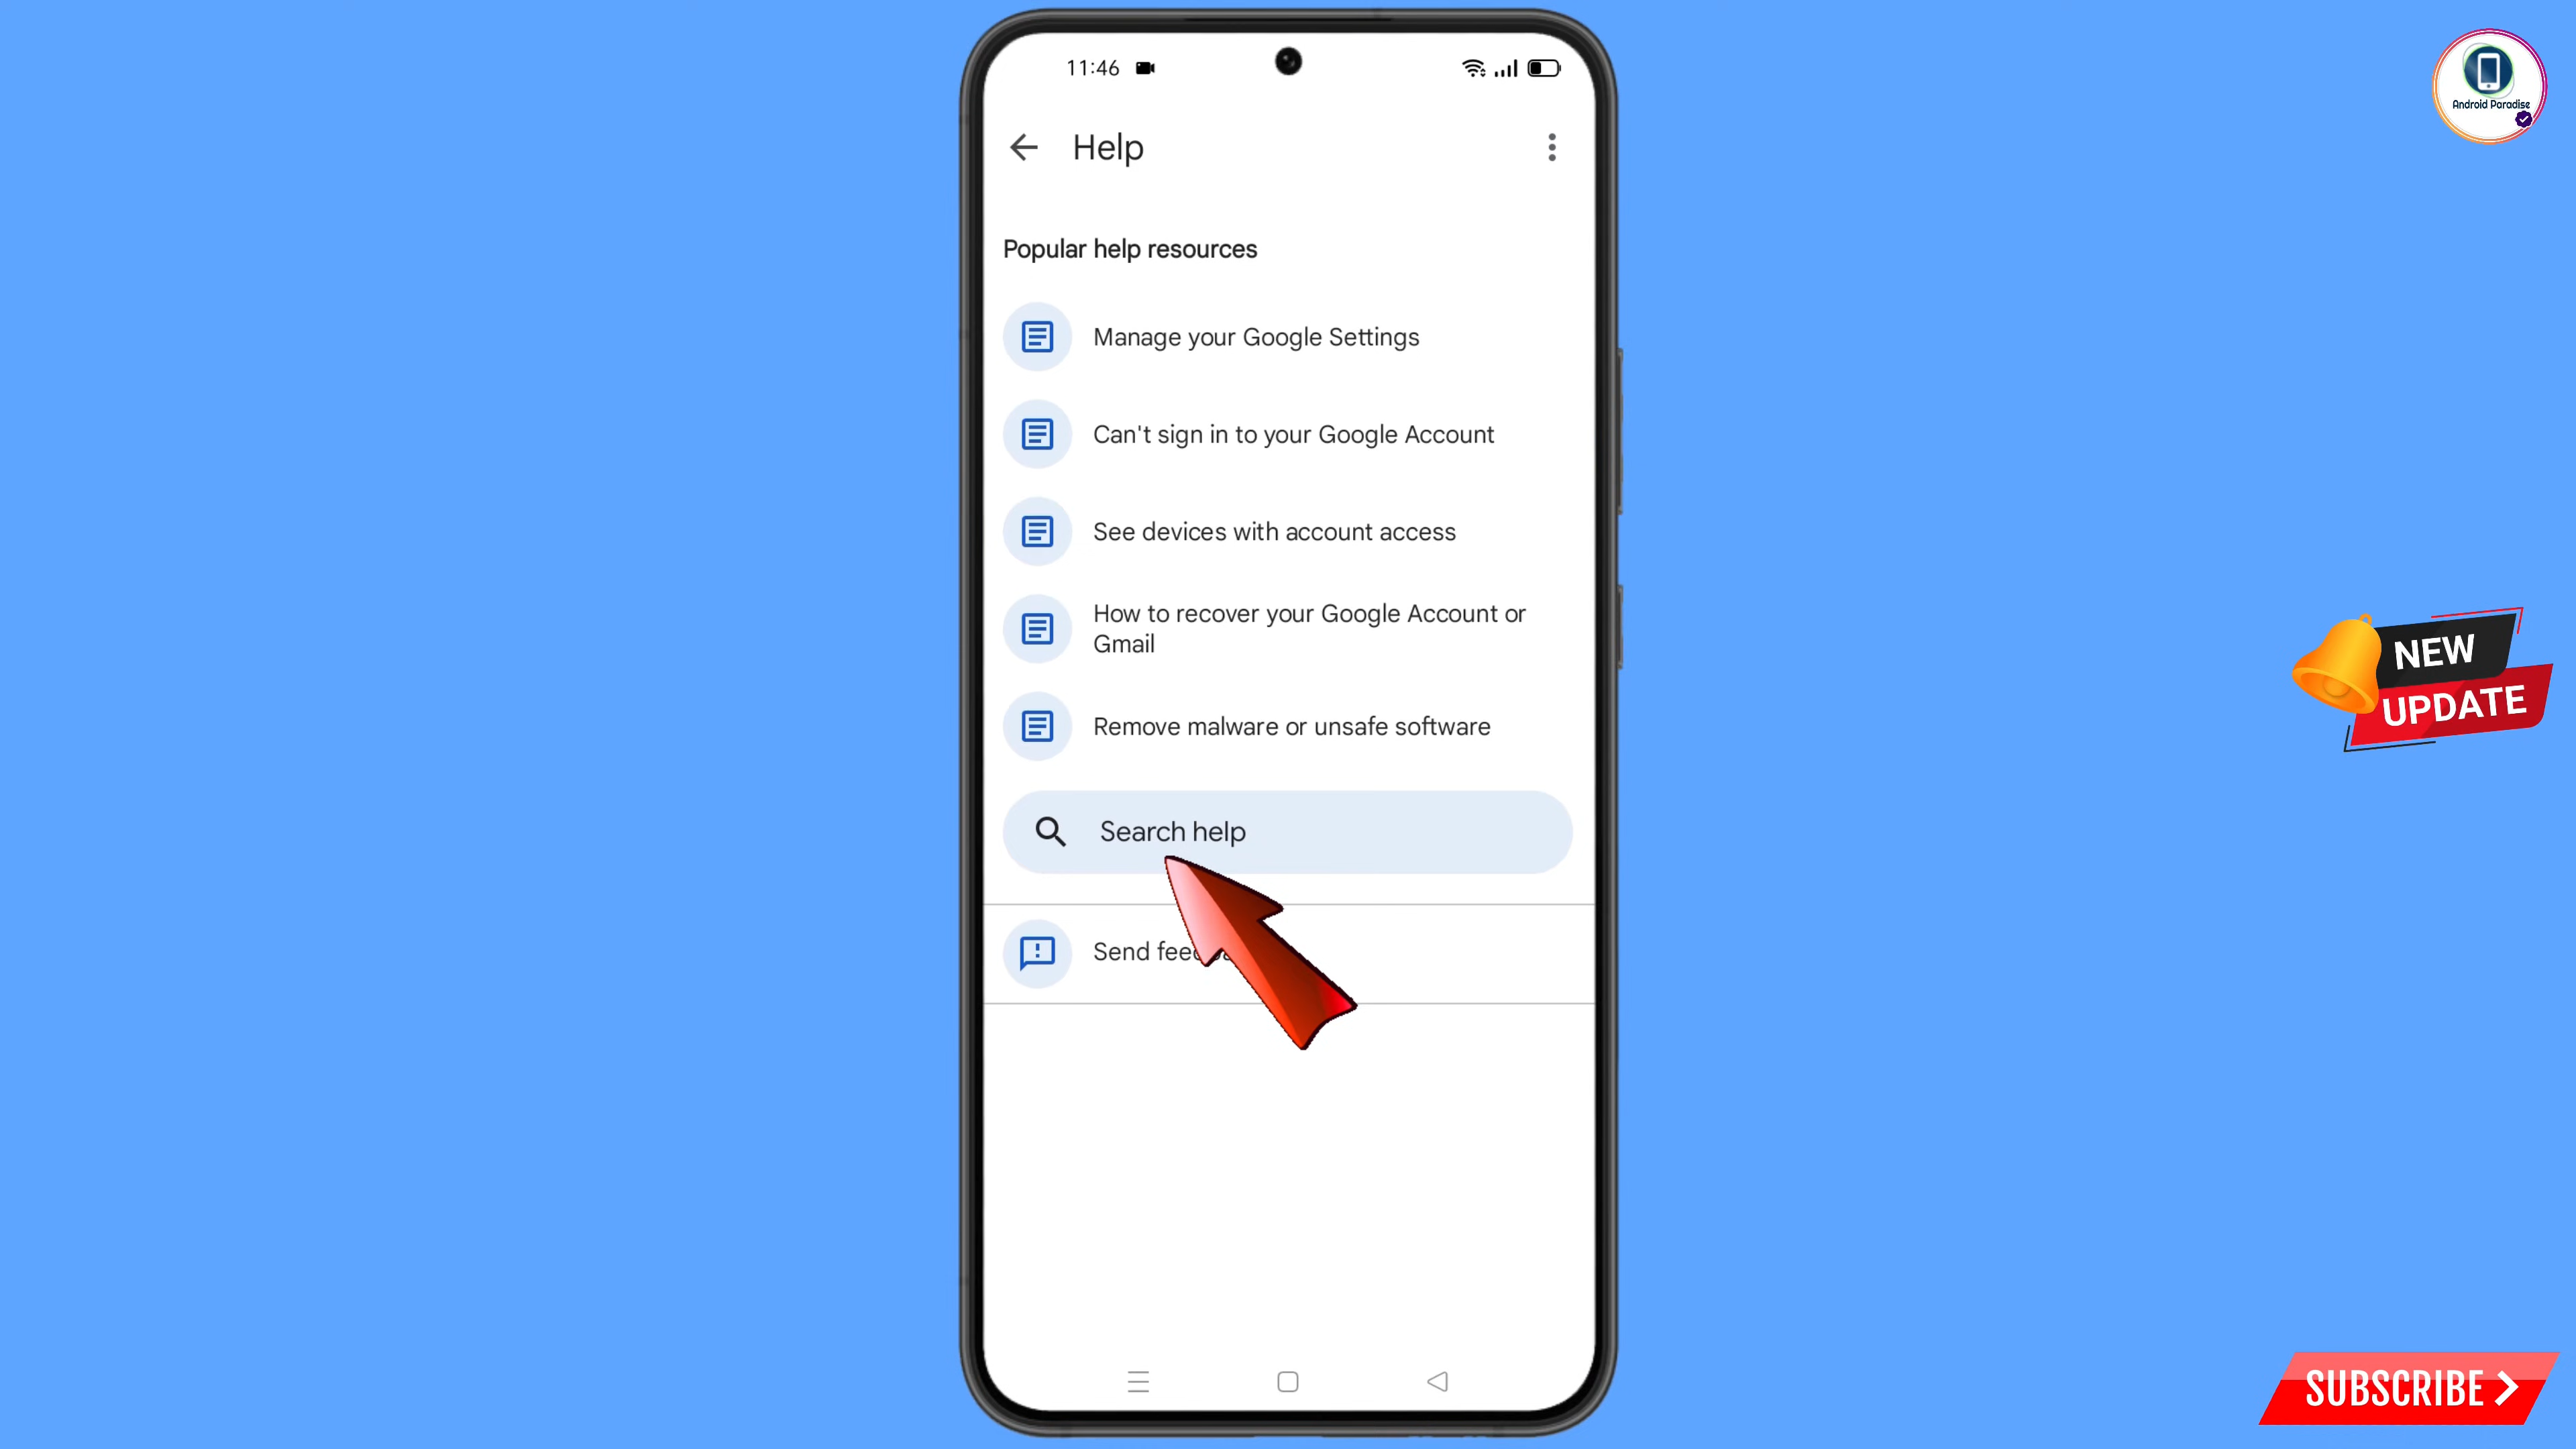 11:46
Help
Popular help resources
Manage your Google Settings
Can't sign in to your Google Account
See devices with account access
How to recover your Google Account or
Gmail
Remove malware or unsafe software
Search help
Send
Android Paradise
NEW
UPDATE
SUBSCRIBE